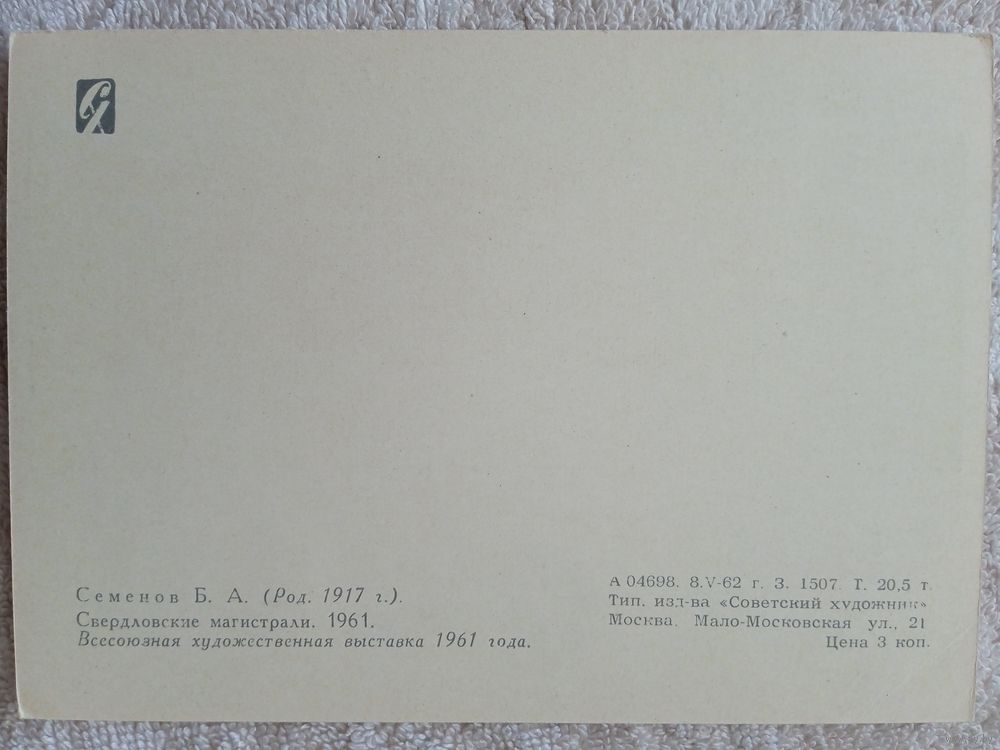 СХ
Семенов Б. А. (Род. 1917 г.).
Свердловские магистрали. 1961.
Всесоюзная художественная выставка 1961 года.
А 04698. 8.V-62 г. З. 1507. Т. 20,5 т.
Тип. изд-ва «Советский художник»
Москва. Мало-Московская ул., 21
Цена 3 коп.